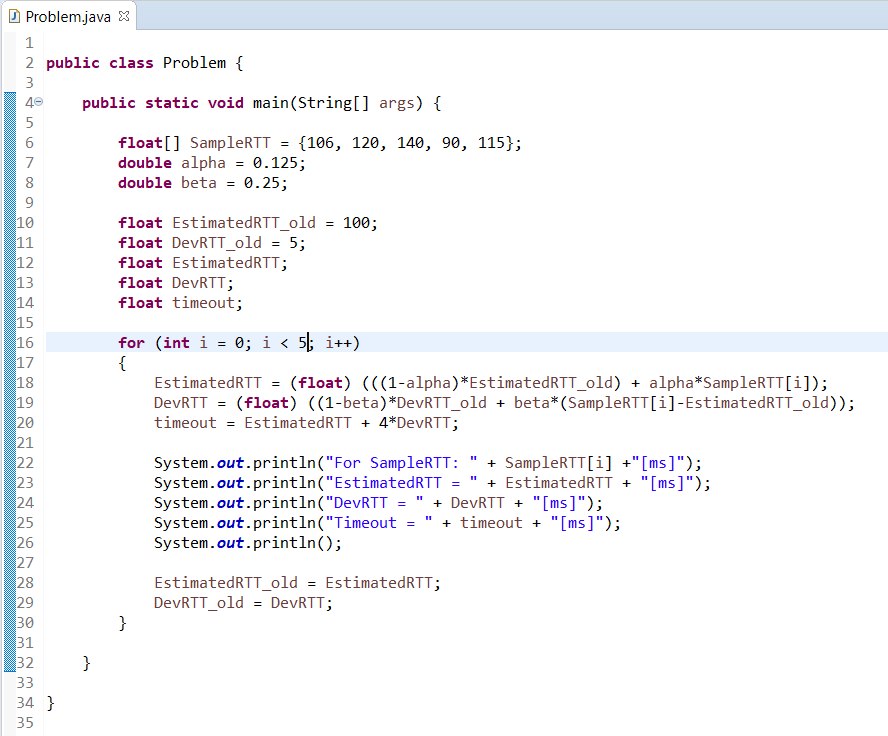 Problem.java
1
2 public class Problem {
3
4 public static void main(String[] args) {
5
6 float[] SampleRTT = {106, 120, 140, 90, 115};
7 double alpha = 0.125;
8 double beta = 0.25;
9
10 float EstimatedRTT_old = 100;
11 float DevRTT_old = 5;
12 float EstimatedRTT;
13 float DevRTT;
14 float timeout;
15
16 for (int i = 0; i < 5; i++)
17 {
18 EstimatedRTT = (float) (((1-alpha)*EstimatedRTT_old) + alpha*SampleRTT[i]);
19 DevRTT = (float) ((1-beta)*DevRTT_old + beta*(SampleRTT[i]-EstimatedRTT_old));
20 timeout = EstimatedRTT + 4*DevRTT;
21
22 System.out.println("For SampleRTT: " + SampleRTT[i] +"[ms]");
23 System.out.println("EstimatedRTT = " + EstimatedRTT + "[ms]");
24 System.out.println("DevRTT = " + DevRTT + "[ms]");
25 System.out.println("Timeout = " + timeout + "[ms]");
26 System.out.println();
27
28 EstimatedRTT_old = EstimatedRTT;
29 DevRTT_old = DevRTT;
30 }
31
32 }
33
34 }
35